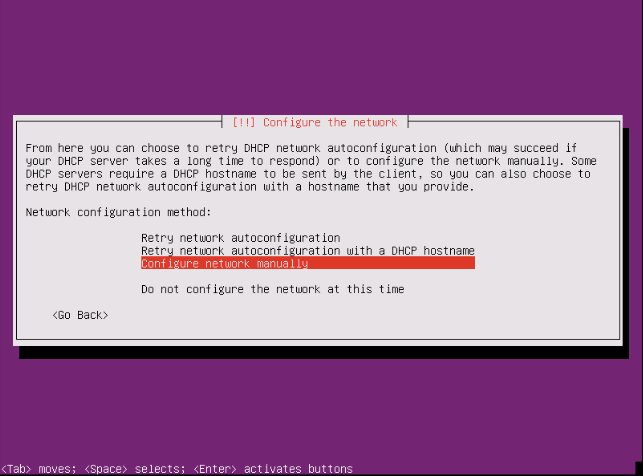 [!!] Configure the network
From here you can choose to retry DHCP network autoconfiguration (which may succeed if
your DHCP server takes a long time to respond) or to configure the network manually. Some
DHCP servers require a DHCP hostname to be sent by the client, so you can also choose to
retry DHCP network autoconfiguration with a hostname that you provide.
Network configuration method:
Retry network autoconfiguration
Retry network autoconfiguration with a DHCP hostname
Configure network manually
Do not configure the network at this time
<Go Back>
<Tab> moves; <Space> selects; <Enter> activates buttons